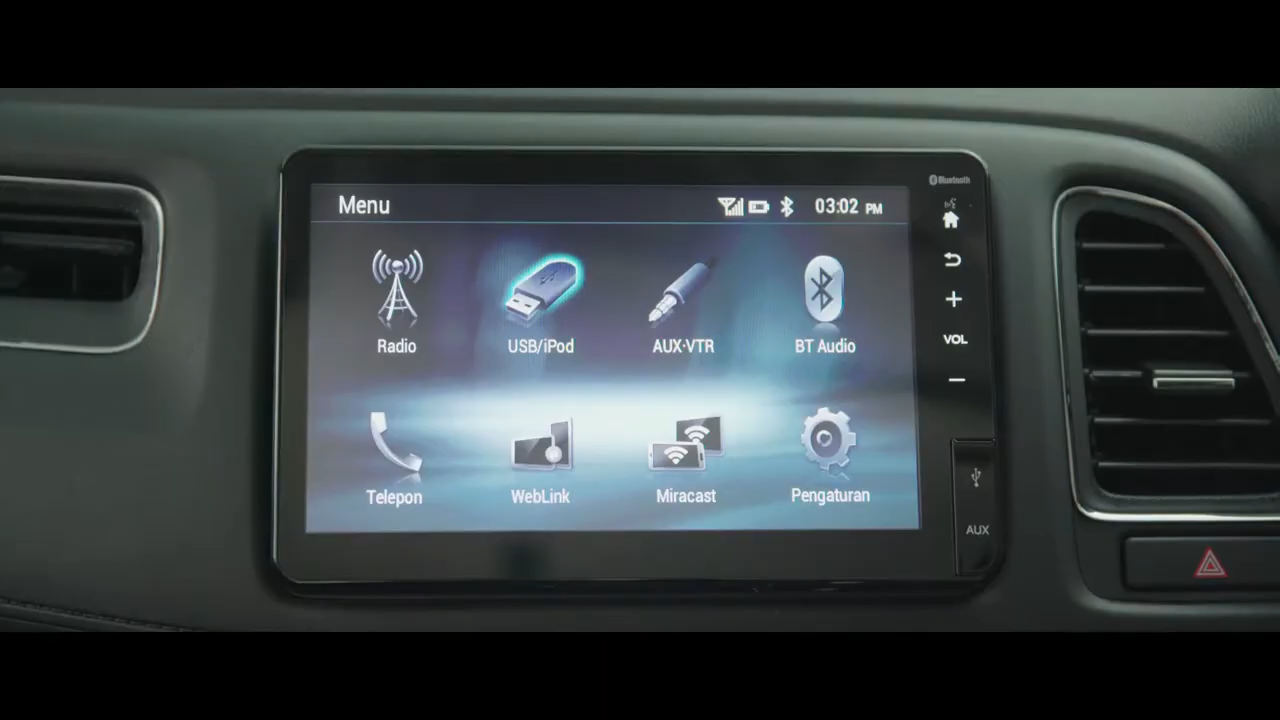 Menu
03:02 PM
Bluetooth
Radio
USB/iPod
AUX·VTR
BT Audio
VOL
Telepon
WebLink
Miracast
Pengaturan
AUX